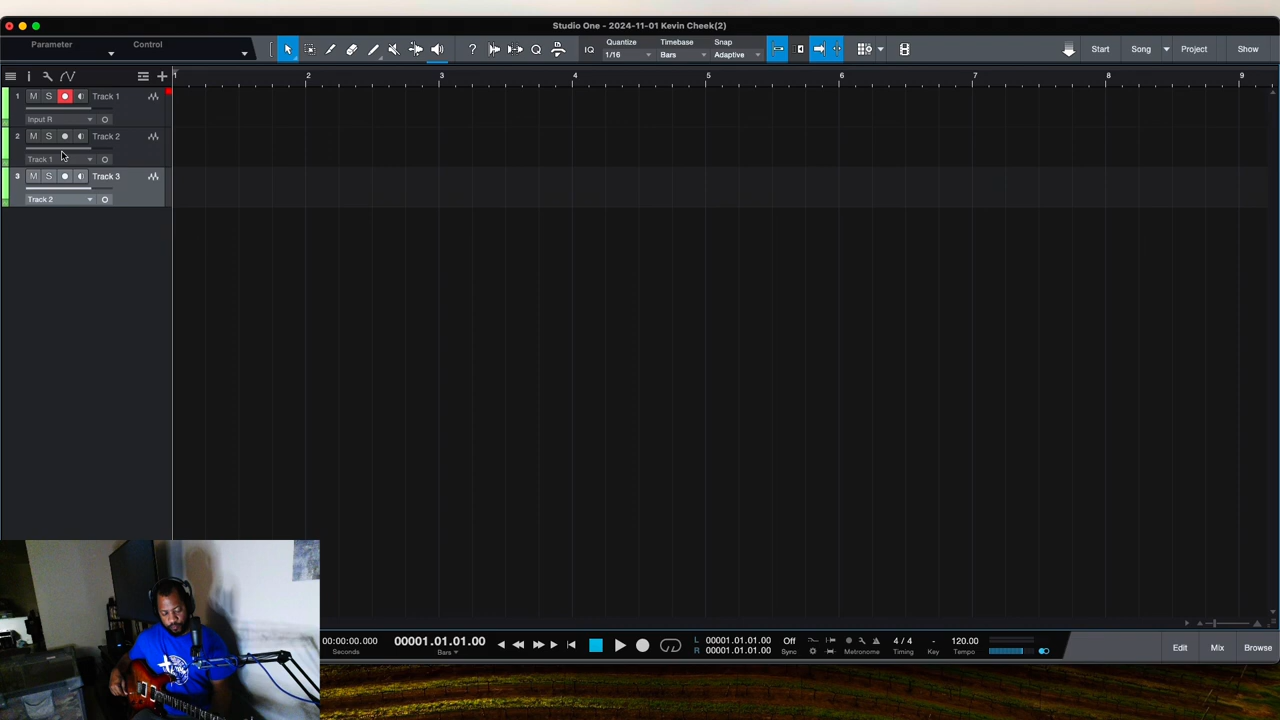 Studio One - 2024-11-01 Kevin Cheek(2)
Parameter Control
? IQ Quantize Timebase Snap
1/16 Bars Adaptive
Start Song Project Show
i
1 2 3 4 5 6 7 8 9
1 M S Track 1
Input R
2 M S Track 2
Track 1
3 M S Track 3
Track 2
00:00:00.000 00001.01.01.00 L 00001.01.01.00 Off 4 / 4 - 120.00
Seconds Bars R 00001.01.01.00 Sync Metronome Timing Key Tempo
Edit Mix Browse